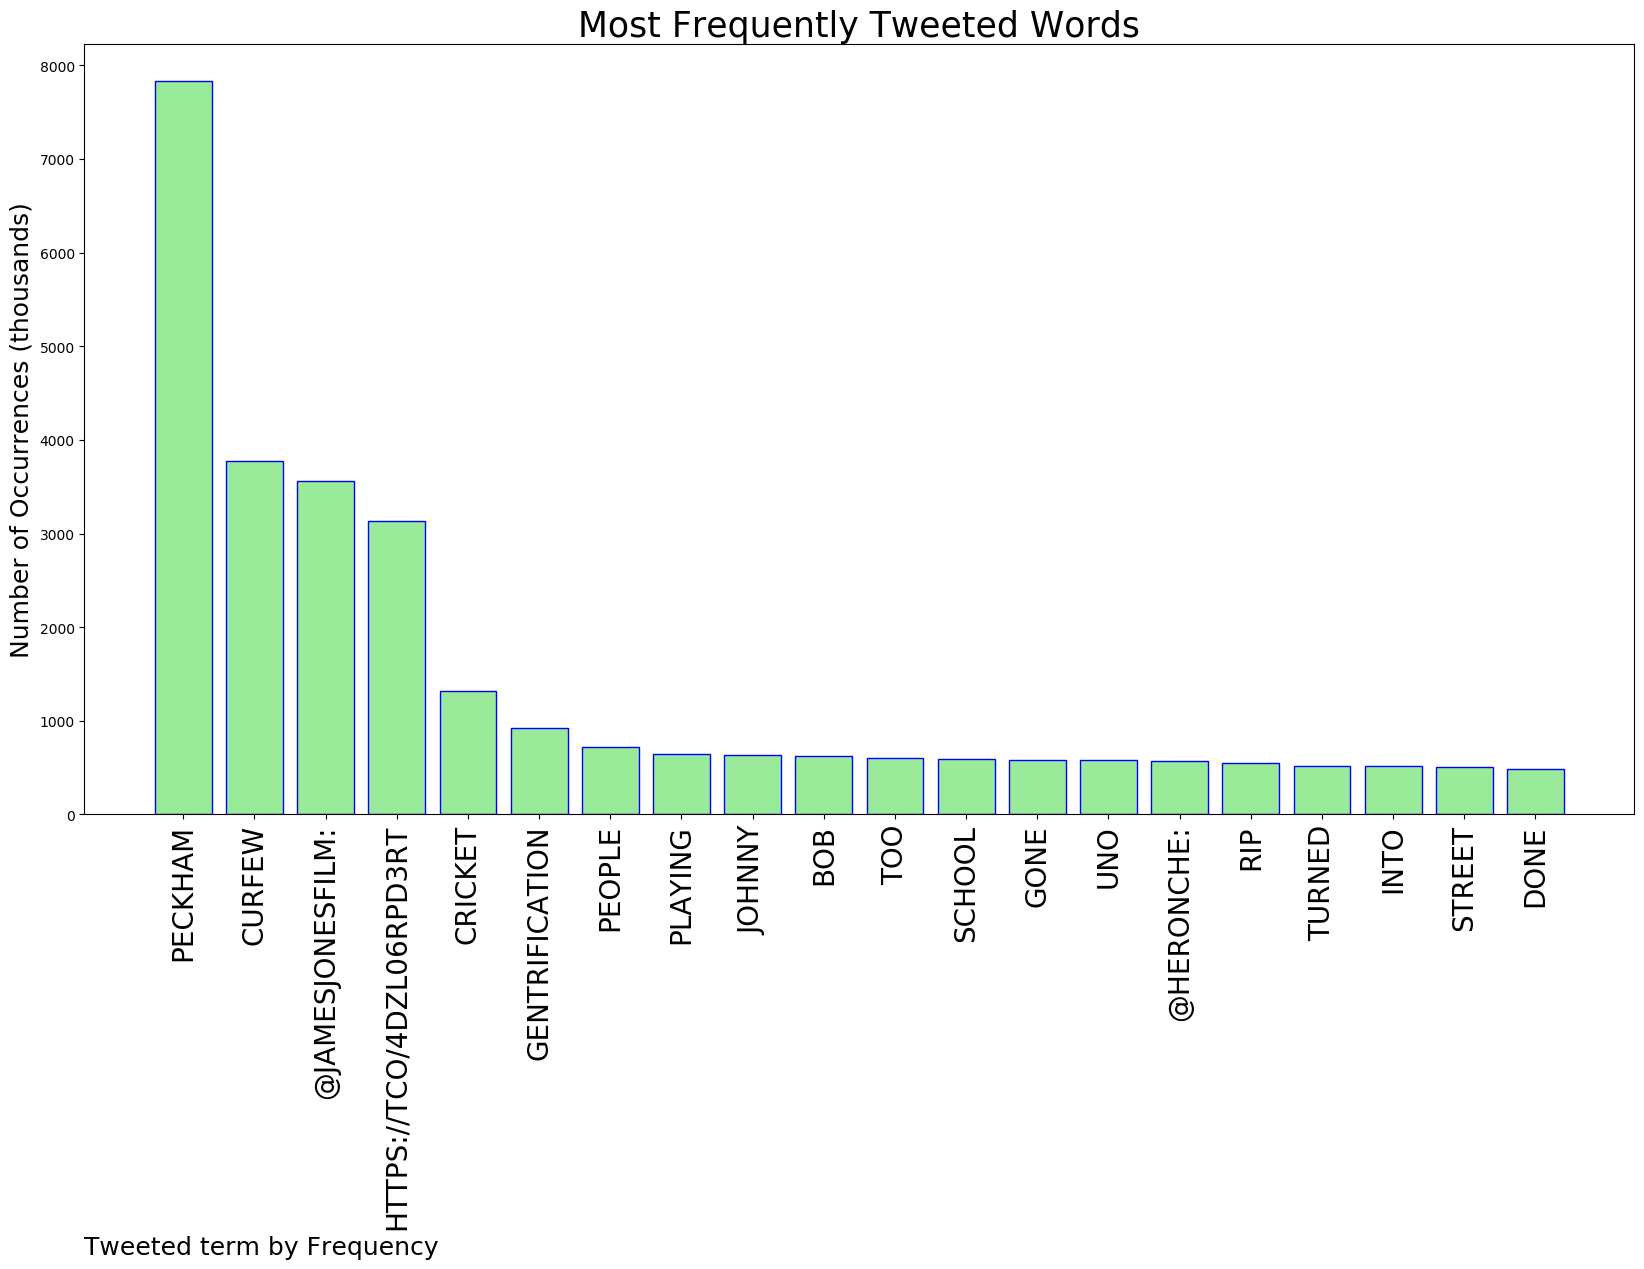 Most Frequently Tweeted Words
Number of Occurrences (thousands)
8000
7000
6000
5000
4000
3000
2000
1000
0
PECKHAM
CURFEW
@JAMESJONESFILM:
HTTPS://TCO/4DZL06RPD3RT
CRICKET
GENTRIFICATION
PEOPLE
PLAYING
JOHNNY
BOB
TOO
SCHOOL
GONE
UNO
@HERONCHE:
RIP
TURNED
INTO
STREET
DONE
Tweeted term by Frequency